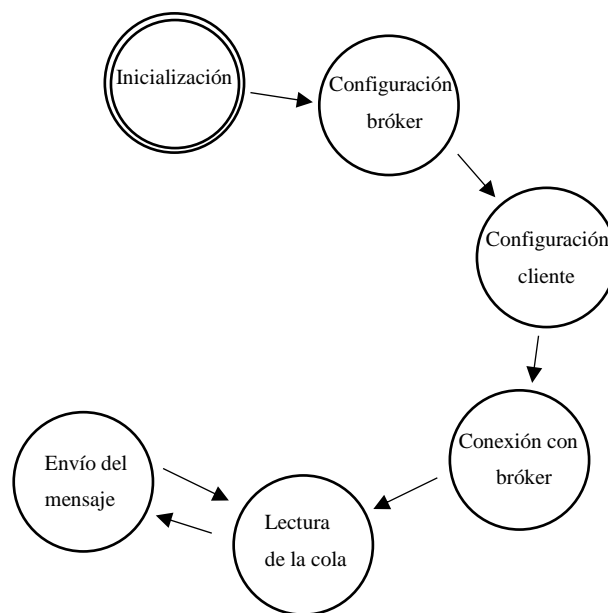 Inicialización
Configuración
bróker
Configuración
cliente
Conexión con
bróker
Lectura
de la cola
Envío del
mensaje